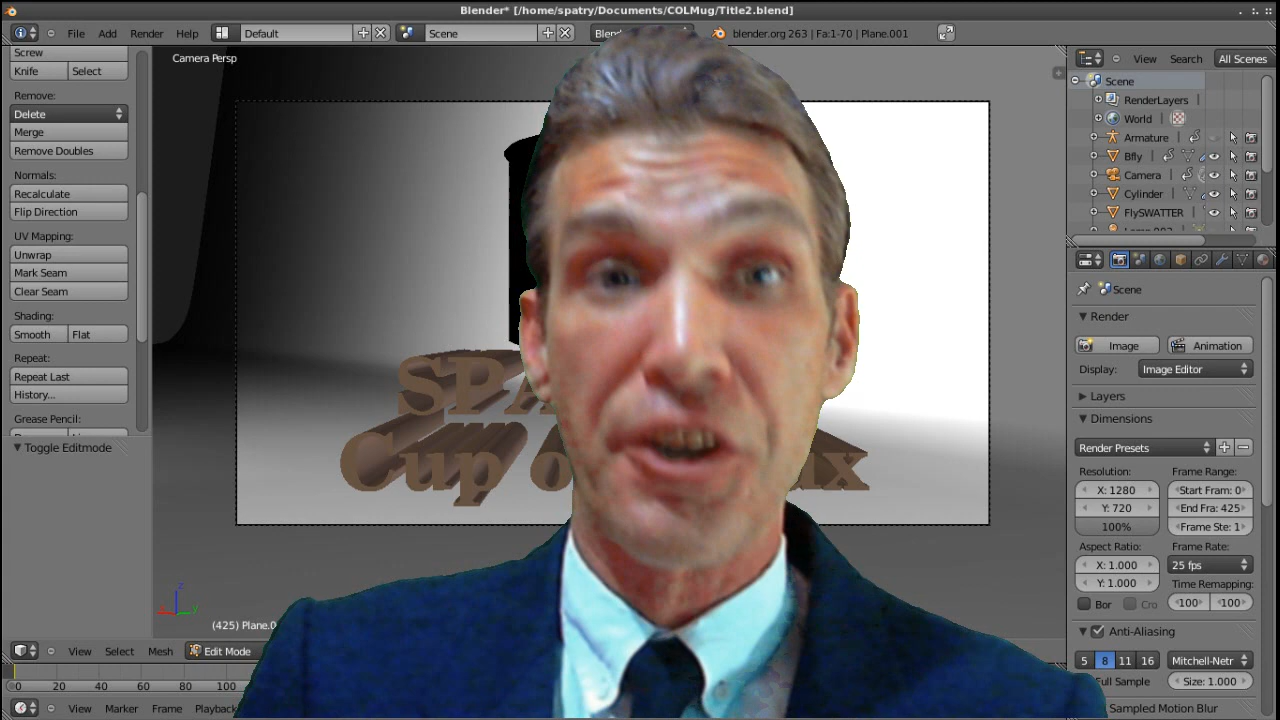 Blender* [/home/spatry/Documents/COLMug/Title2.blend]
File Add Render Help Default Scene blender.org 263 | Fa:1-70 | Plane.001
Screw
Knife Select
Remove:
Delete
Merge
Remove Doubles
Normals:
Recalculate
Flip Direction
UV Mapping:
Unwrap
Mark Seam
Clear Seam
Shading:
Smooth Flat
Repeat:
Repeat Last
History...
Grease Pencil:
Toggle Editmode
Camera Persp
Cup
(425)
View Select Mesh Edit Mode
0 20 40 60 80 100
View Marker Frame Playback
View Search All Scenes
Scene
RenderLayers
World
Armature
Bfly
Camera
Cylinder
FlySWATTER
Scene
Render
Image Animation
Display: Image Editor
Layers
Dimensions
Render Presets
Resolution: Frame Range:
X: 1280 Start Fram: 0
Y: 720 End Fra: 425
100% Frame Ste: 1
Aspect Ratio: Frame Rate:
X: 1.000 25 fps
Y: 1.000 Time Remapping:
Bor Cro 100 100
Anti-Aliasing
5 8 11 16 Mitchell-Netr
Full Sample Size: 1.000
Sampled Motion Blur